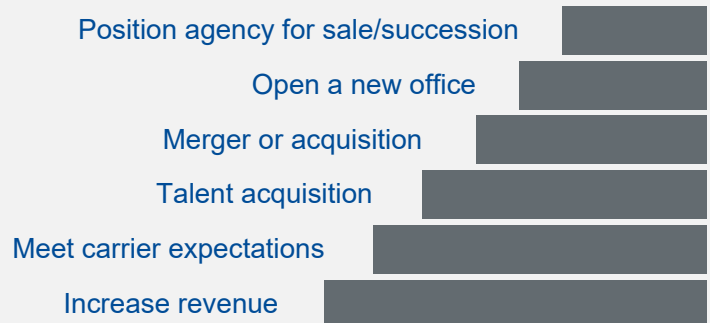 Position agency for sale/succession
Open a new office
Merger or acquisition
Talent acquisition
Meet carrier expectations
Increase revenue